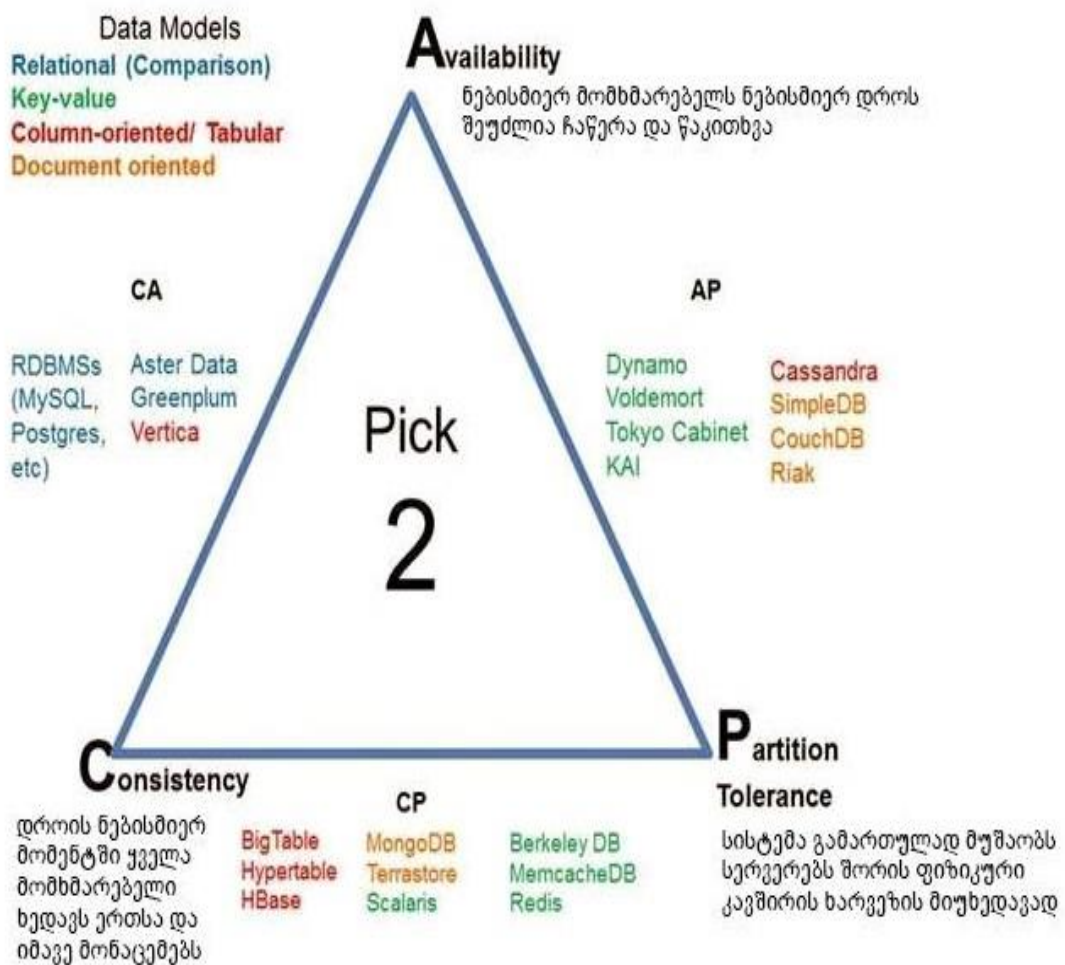 Data Models
Relational (Comparison)
Key-value
Column-oriented/ Tabular
Document oriented
Availability
ნებისმიერ მომხმარებელს ნებისმიერ დროს
შეუძლია ჩაწერა და წაკითხვა
CA
RDBMSs
(MySQL,
Postgres,
etc)
Aster Data
Greenplum
Vertica
Pick
2
AP
Dynamo
Voldemort
Tokyo Cabinet
KAI
Cassandra
SimpleDB
CouchDB
Riak
Consistency
დროის ნებისმიერ
მომენტში ყველა
მომხმარებელი
ხედავს ერთსა და
იმავე მონაცემებს
CP
BigTable
Hypertable
HBase
MongoDB
Terrastore
Scalaris
Berkeley DB
MemcacheDB
Redis
Partition
Tolerance
სისტემა გამართულად მუშაობს
სერვერებს შორის ფიზიკური
კავშირის ხარვეზის მიუხედავად